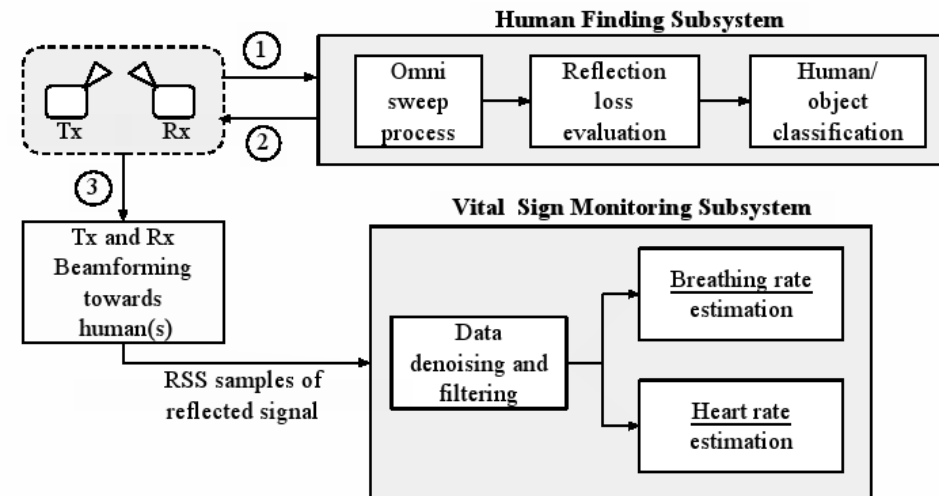 Human Finding Subsystem
1
Tx
Rx
2
Omni
sweep
process
Reflection
loss
evaluation
Human/
object
classification
3
Tx and Rx
Beamforming
towards
human(s)
RSS samples of
reflected signal
Vital Sign Monitoring Subsystem
Data
denoising and
filtering
Breathing rate
estimation
Heart rate
estimation